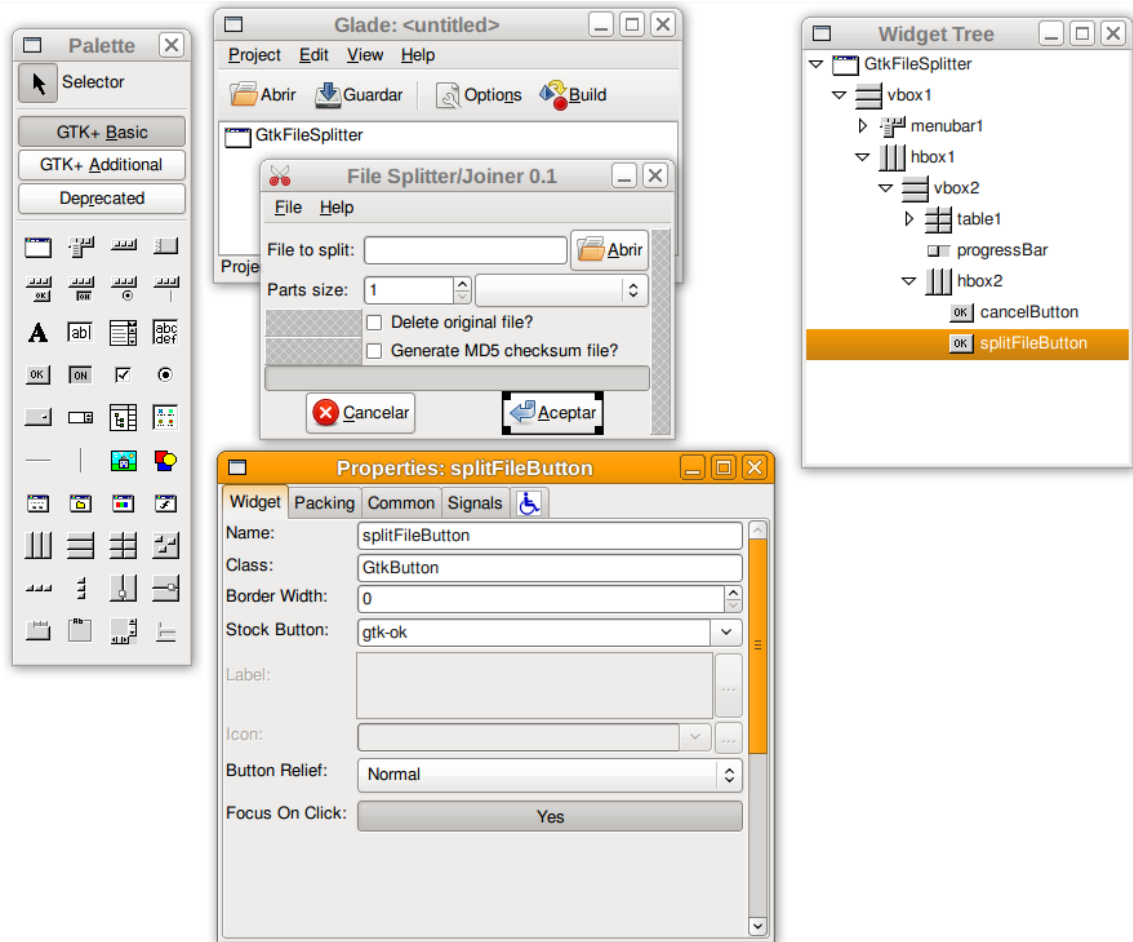 Palette
Selector
GTK+ Basic
GTK+ Additional
Deprecated
OK
ON
A
abl
abc
def
OK
ON
Glade: <untitled>
Project Edit View Help
Abrir Guardar Options Build
GtkFileSplitter
Proje
File Splitter/Joiner 0.1
File Help
File to split: Abrir
Parts size: 1
Delete original file?
Generate MD5 checksum file?
Cancelar Aceptar
Properties: splitFileButton
Widget Packing Common Signals
Name: splitFileButton
Class: GtkButton
Border Width: 0
Stock Button: gtk-ok
Label: ...
Icon: ...
Button Relief: Normal
Focus On Click: Yes
Widget Tree
GtkFileSplitter
vbox1
menubar1
hbox1
vbox2
table1
progressBar
hbox2
OK cancelButton
OK splitFileButton